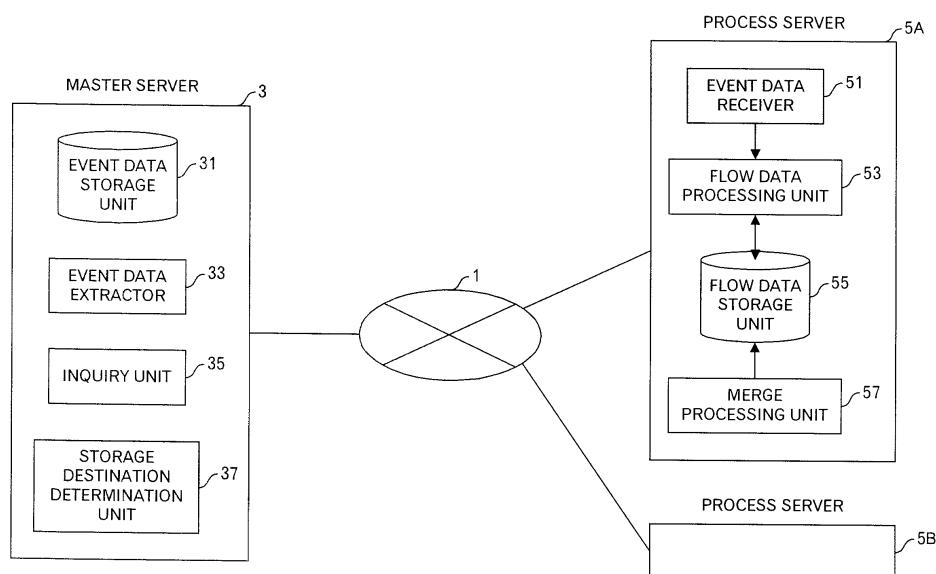 MASTER SERVER
3
EVENT DATA
STORAGE
UNIT
31
EVENT DATA
EXTRACTOR
33
INQUIRY UNIT
35
STORAGE
DESTINATION
DETERMINATION
UNIT
37
1
PROCESS SERVER
5A
EVENT DATA
RECEIVER
51
FLOW DATA
PROCESSING UNIT
53
FLOW DATA
STORAGE
UNIT
55
MERGE
PROCESSING UNIT
57
PROCESS SERVER
5B